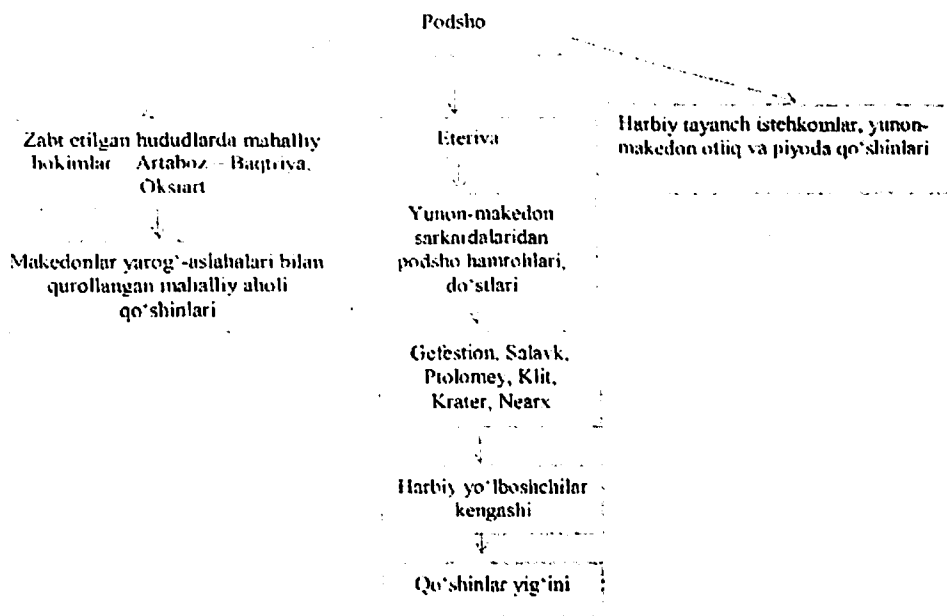 Podsho
Zabt etilgan hududlarda mahalliy
hokimlar Artaboz - Baqtriya,
Oksiart
Makedonlar yarog‘-aslahalari bilan
qurollangan mahalliy aholi
qo‘shinlari
Eteriya
Yunon-makedon
sarkardalaridan
podsho hamrohlari,
do‘stlari
Gefestion, Salavk,
Ptolomey, Klit,
Krater, Nearx
Harbiy yo‘lboshchilar
kengashi
Qo‘shinlar yig‘ini
Harbiy tayanch istehkomlar, yunon-
makedon otliq va piyoda qo‘shinlari